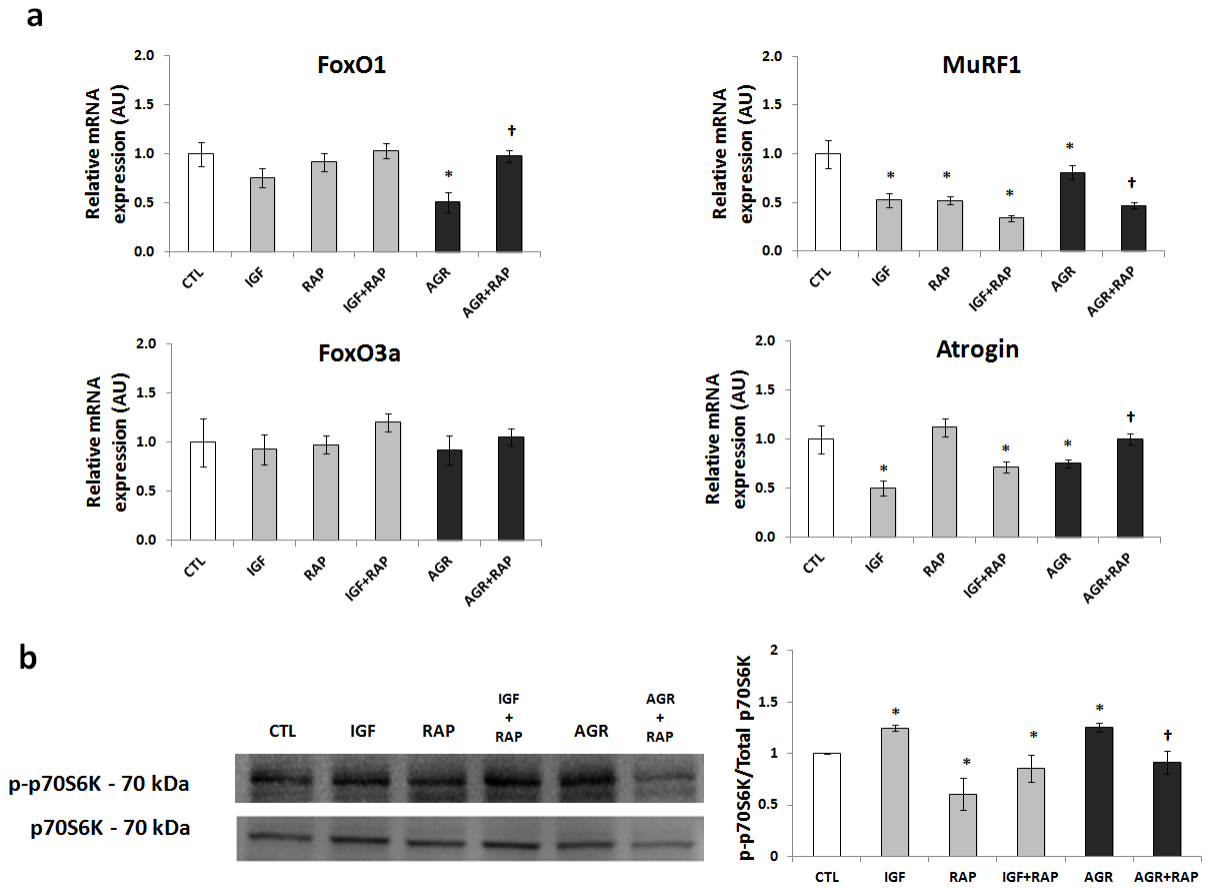 a
FoxO1
Relative mRNA
expression (AU)
2.0
1.5
1.0
0.5
0.0
*
†
CTL
IGF
RAP
IGF+RAP
AGR
AGR+RAP
MuRF1
Relative mRNA
expression (AU)
2.0
1.5
1.0
0.5
0.0
*
*
*
*
†
CTL
IGF
RAP
IGF+RAP
AGR
AGR+RAP
FoxO3a
Relative mRNA
expression (AU)
2.0
1.5
1.0
0.5
0.0
CTL
IGF
RAP
IGF+RAP
AGR
AGR+RAP
Atrogin
Relative mRNA
expression (AU)
2.0
1.5
1.0
0.5
0.0
*
*
*
†
CTL
IGF
RAP
IGF+RAP
AGR
AGR+RAP
b
CTL
IGF
RAP
IGF
+
RAP
AGR
AGR
+
RAP
p-p70S6K - 70 kDa
p70S6K - 70 kDa
p-p70S6K/Total p70S6K
2
1.5
1
0.5
0
*
*
*
*
†
CTL
IGF
RAP
IGF+RAP
AGR
AGR+RAP